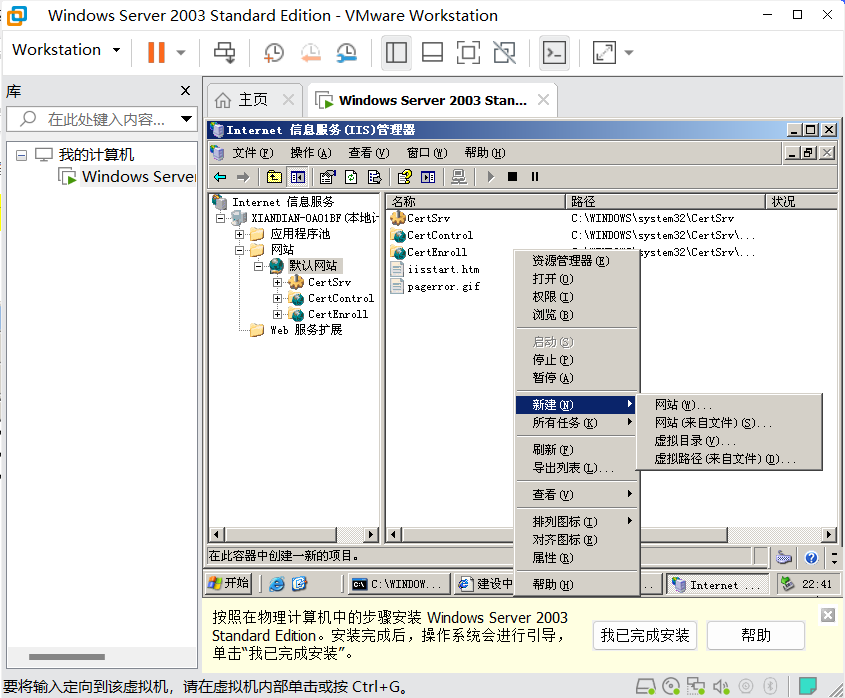 Windows Server 2003 Standard Edition - VMware Workstation
Workstation
库
主页
Windows Server 2003 Stan...
在此处键入内容...
我的计算机
Windows Server
Internet 信息服务(IIS)管理器
文件(F) 操作(A) 查看(V) 窗口(W) 帮助(H)
Internet 信息服务
XIANDIAN-OA01BF(本地计
应用程序池
网站
默认网站
CertSrv
CertControl
CertEnroll
Web 服务扩展
名称 路径 状况
CertSrv C:\WINDOWS\system32\CertSrv
CertControl C:\WINDOWS\system32\CertSrv\...
CertEnroll
iisstart.htm
pagerror.gif
资源管理器(E)
打开(O)
权限(I)
浏览(B)
启动(S)
停止(P)
暂停(A)
新建(N)
所有任务(K)
刷新(F)
导出列表(L)...
查看(V)
排列图标(I)
对齐图标(E)
属性(R)
帮助(H)
网站(W)...
网站(来自文件)(S)...
虚拟目录(V)...
虚拟路径(来自文件)(D)...
在此容器中创建一新的项目。
开始
C:\WINDOW...
建设中
Internet ...
22:41
按照在物理计算机中的步骤安装 Windows Server 2003
Standard Edition。安装完成后，操作系统会进行引导，
单击“我已完成安装”。
我已完成安装
帮助
要将输入定向到该虚拟机，请在虚拟机内部单击或按 Ctrl+G。